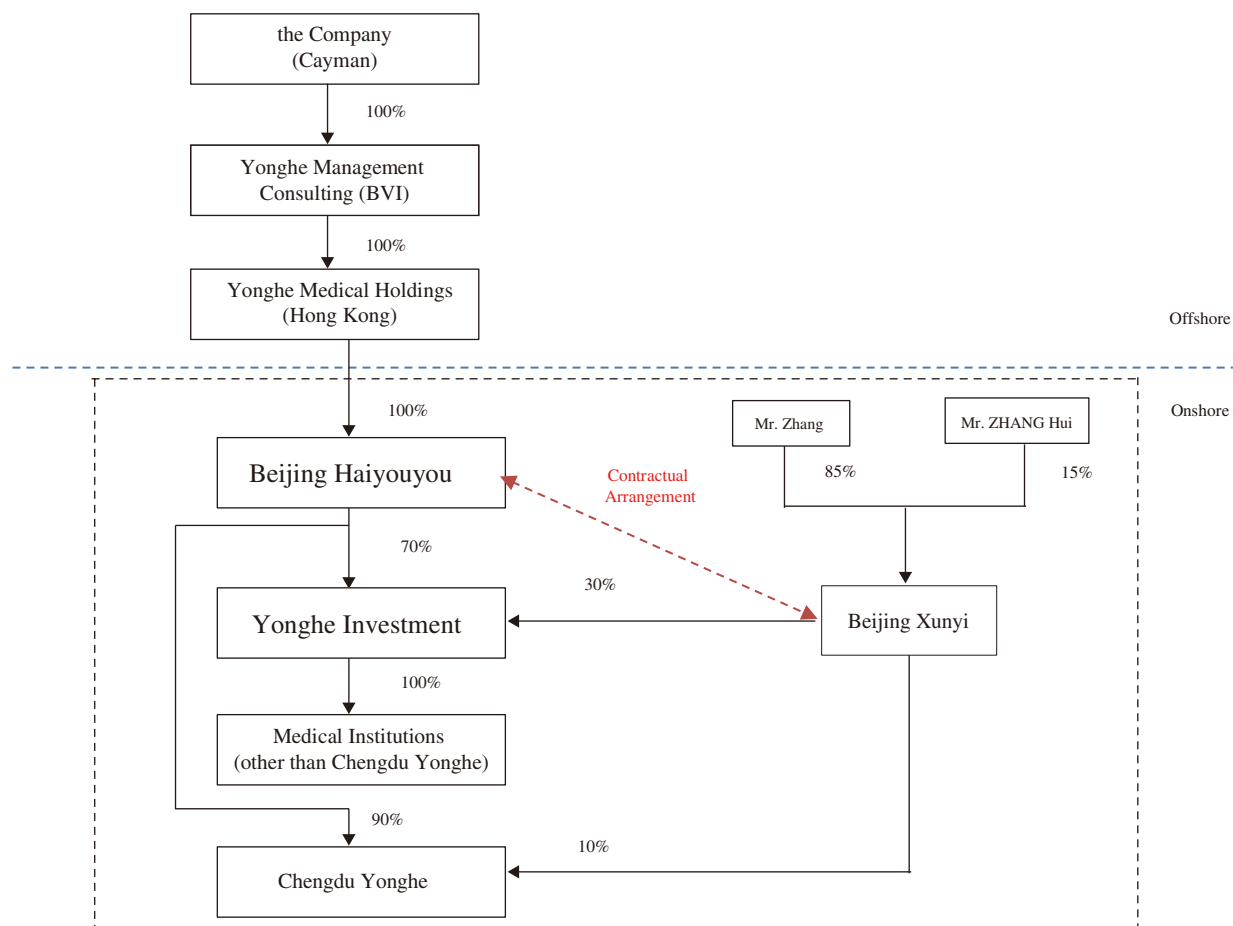 the Company
(Cayman)
100%
Yonghe Management
Consulting (BVI)
100%
Yonghe Medical Holdings
(Hong Kong)
Offshore
Onshore
100%
Mr. Zhang
Mr. ZHANG Hui
85%
15%
Beijing Haiyouyou
Contractual
Arrangement
70%
30%
Yonghe Investment
Beijing Xunyi
100%
Medical Institutions
(other than Chengdu Yonghe)
90%
10%
Chengdu Yonghe